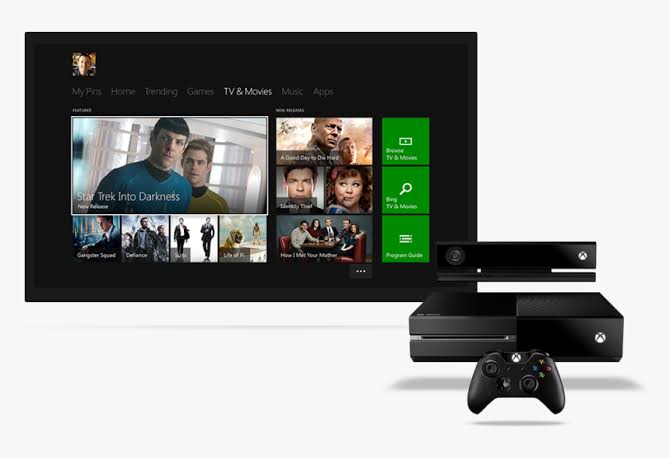 My Pins Home Trending Games TV & Movies Music Apps
FEATURED
Star Trek Into Darkness
New Release
Gangster Squad
Defiance
Suits
Life of Pi
NEW RELEASES
A Good Day to Die Hard
Identity Thief
How I Met Your Mother
Browse
TV & Movies
Bing
TV & Movies
Program Guide